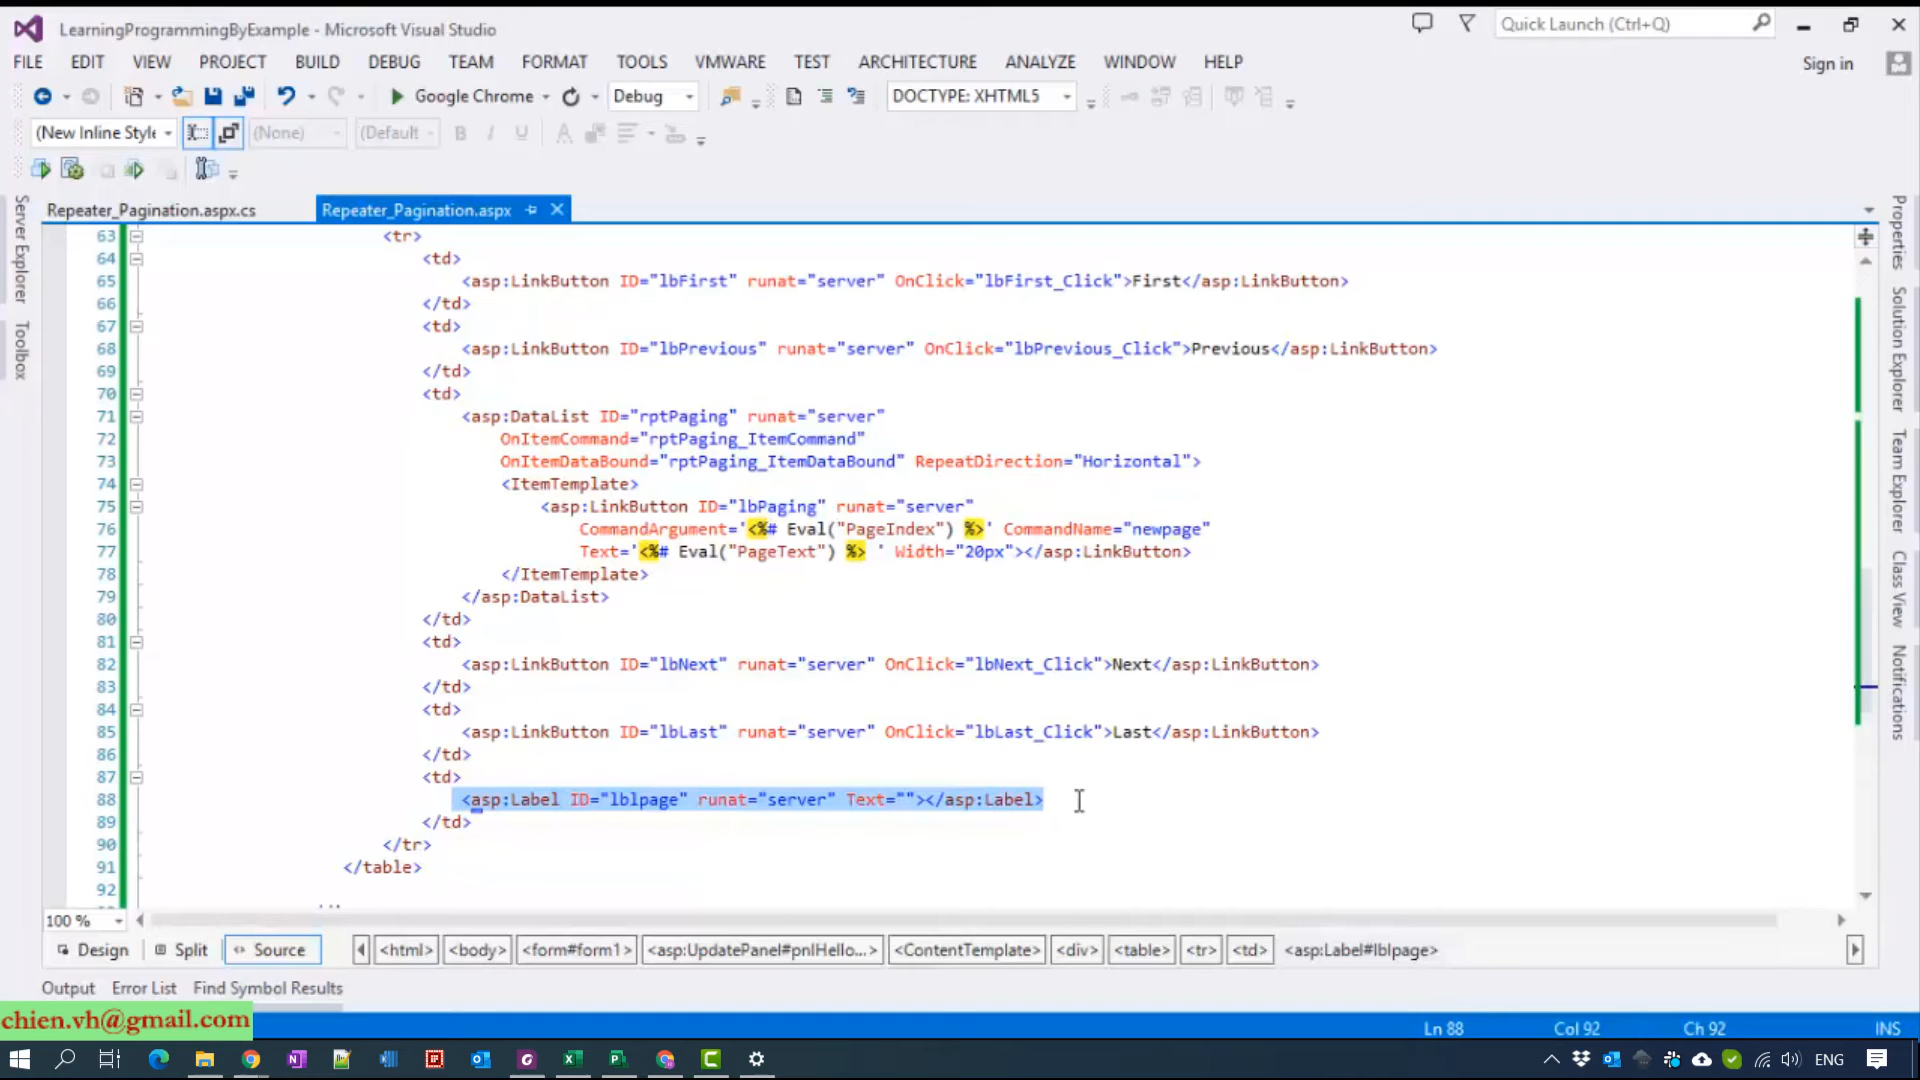 LearningProgrammingByExample - Microsoft Visual Studio
Quick Launch (Ctrl+Q)
FILE EDIT VIEW PROJECT BUILD DEBUG TEAM FORMAT TOOLS VMWARE TEST ARCHITECTURE ANALYZE WINDOW HELP
Sign in
Google Chrome Debug DOCTYPE: XHTML5
(New Inline Style (None) (Default
Repeater_Pagination.aspx.cs Repeater_Pagination.aspx
Server Explorer
Toolbox
Properties
Solution Explorer
Team Explorer
Class View
Notifications
63 <tr>
64 <td>
65 <asp:LinkButton ID="lbFirst" runat="server" OnClick="lbFirst_Click">First</asp:LinkButton>
66 </td>
67 <td>
68 <asp:LinkButton ID="lbPrevious" runat="server" OnClick="lbPrevious_Click">Previous</asp:LinkButton>
69 </td>
70 <td>
71 <asp:DataList ID="rptPaging" runat="server"
72 OnItemCommand="rptPaging_ItemCommand"
73 OnItemDataBound="rptPaging_ItemDataBound" RepeatDirection="Horizontal">
74 <ItemTemplate>
75 <asp:LinkButton ID="lbPaging" runat="server"
76 CommandArgument='<%# Eval("PageIndex") %>' CommandName="newpage"
77 Text='<%# Eval("PageText") %> ' Width="20px"></asp:LinkButton>
78 </ItemTemplate>
79 </asp:DataList>
80 </td>
81 <td>
82 <asp:LinkButton ID="lbNext" runat="server" OnClick="lbNext_Click">Next</asp:LinkButton>
83 </td>
84 <td>
85 <asp:LinkButton ID="lbLast" runat="server" OnClick="lbLast_Click">Last</asp:LinkButton>
86 </td>
87 <td>
88 <asp:Label ID="lblpage" runat="server" Text=""></asp:Label>
89 </td>
90 </tr>
91 </table>
92
100 %
Design Split Source <html> <body> <form#form1> <asp:UpdatePanel#pnlHello...> <ContentTemplate> <div> <table> <tr> <td> <asp:Label#lblpage>
Output Error List Find Symbol Results
chien.vh@gmail.com
Ln 88 Col 92 Ch 92 INS
ENG